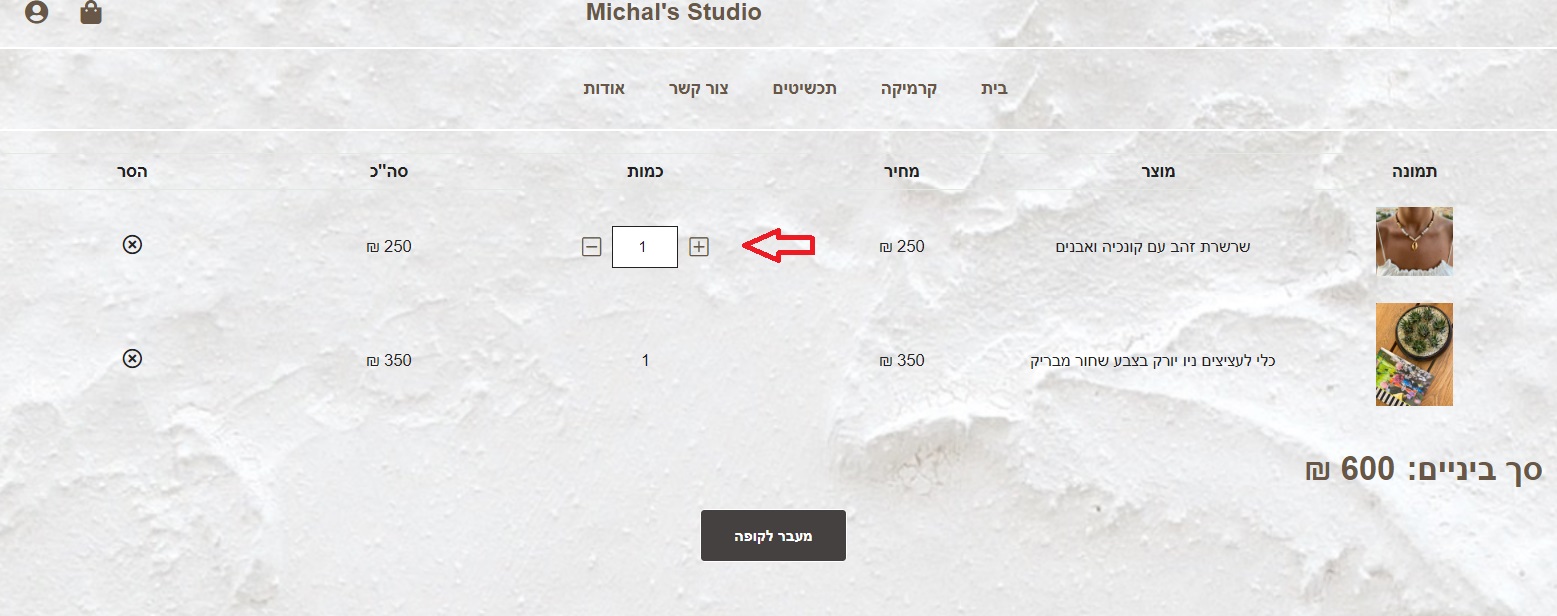 Michal's Studio
בית קרמיקה תכשיטים צור קשר אודות
תמונה מוצר מחיר כמות סה"כ הסר
שרשרת זהב עם קונכיה ואבנים 250 ₪ 1 250 ₪
כלי לעציצים ניו יורק בצבע שחור מבריק 350 ₪ 1 350 ₪
סך ביניים: 600 ₪
מעבר לקופה